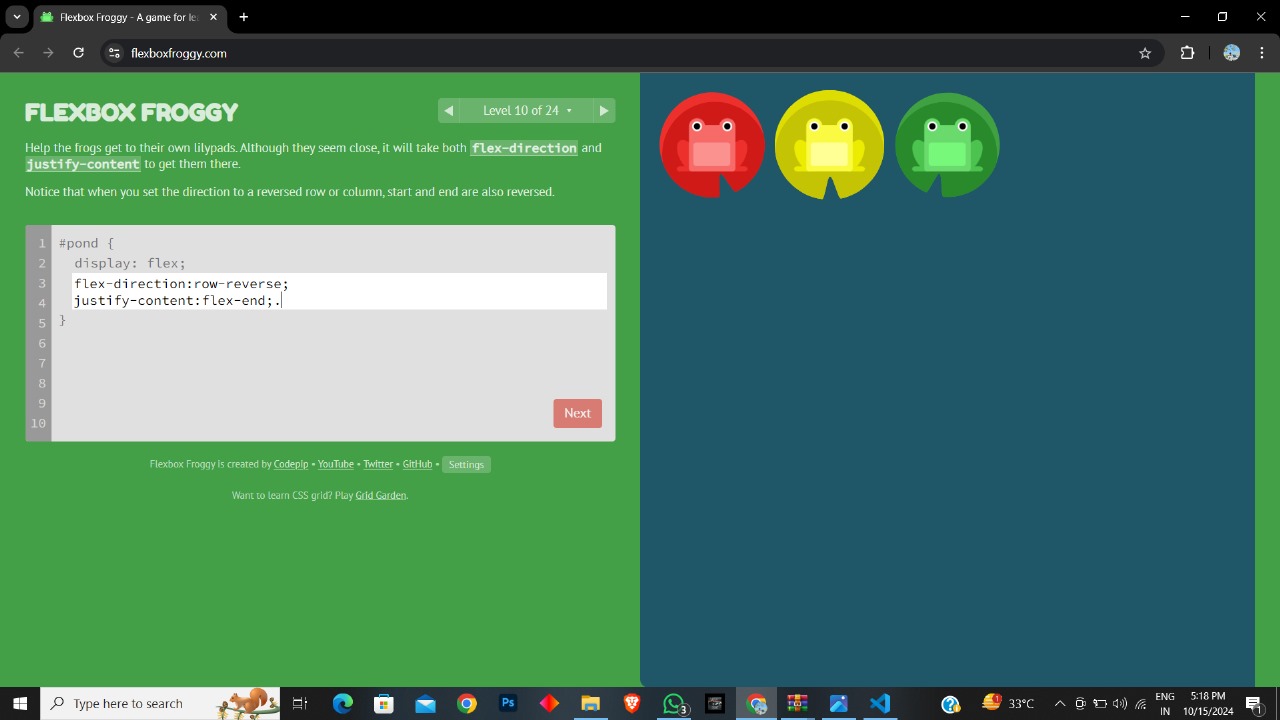 Flexbox Froggy - A game for le
flexboxfroggy.com
FLEXBOX FROGGY
Level 10 of 24
Help the frogs get to their own lilypads. Although they seem close, it will take both flex-direction and
justify-content to get them there.
Notice that when you set the direction to a reversed row or column, start and end are also reversed.
1 #pond {
2 display: flex;
3 flex-direction:row-reverse;
4 justify-content:flex-end;.
5 }
6
7
8
9
10
Next
Flexbox Froggy is created by Codepip • YouTube • Twitter • GitHub • Settings
Want to learn CSS grid? Play Grid Garden.
Type here to search
Ps
3
1
33°C
ENG
IN
5:18 PM
10/15/2024
1